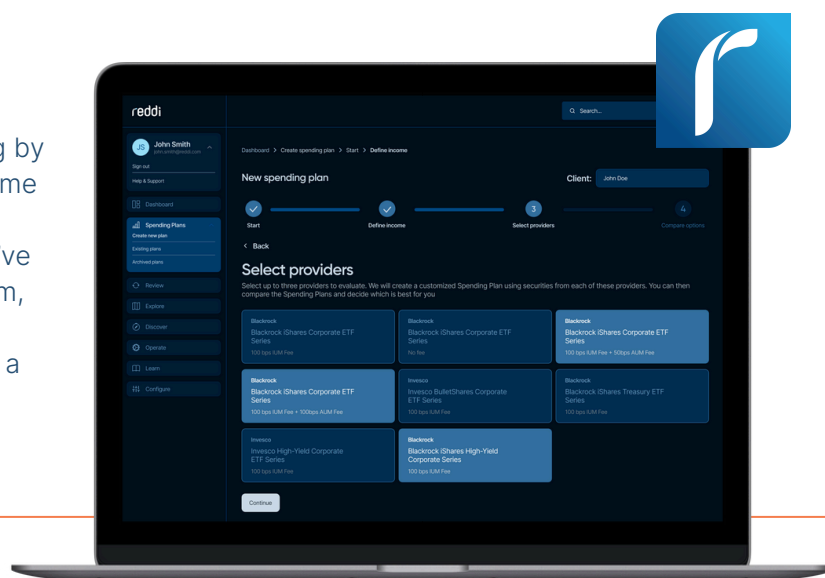 g by
me
've
m,
a
reddi
Search...
JS
John Smith
john.smith@reddi.com
Sign out
Help & Support
Dashboard
Spending Plans
Create new plan
Existing plans
Archived plans
Review
Explore
Discover
Operate
Learn
Configure
Dashboard > Create spending plan > Start > Define income
New spending plan
Client:
John Doe
Start
Define income
3
Select providers
4
Compare options
< Back
Select providers
Select up to three providers to evaluate. We will create a customized Spending Plan using securities from each of these providers. You can then
compare the Spending Plans and decide which is best for you
Blackrock
Blackrock iShares Corporate ETF
Series
100 bps IUM Fee
Blackrock
Blackrock iShares Corporate ETF
Series
No fee
Blackrock
Blackrock iShares Corporate ETF
Series
100 bps IUM Fee + 50bps AUM Fee
Blackrock
Blackrock iShares Corporate ETF
Series
100 bps IUM Fee + 100bps AUM Fee
Invesco
Invesco BulletShares Corporate
ETF Series
100 bps IUM Fee
Blackrock
Blackrock iShares Treasury ETF
Series
100 bps IUM Fee
Invesco
Invesco High-Yield Corporate
ETF Series
100 bps IUM Fee
Blackrock
Blackrock iShares High-Yield
Corporate Series
100 bps IUM Fee
Continue
r